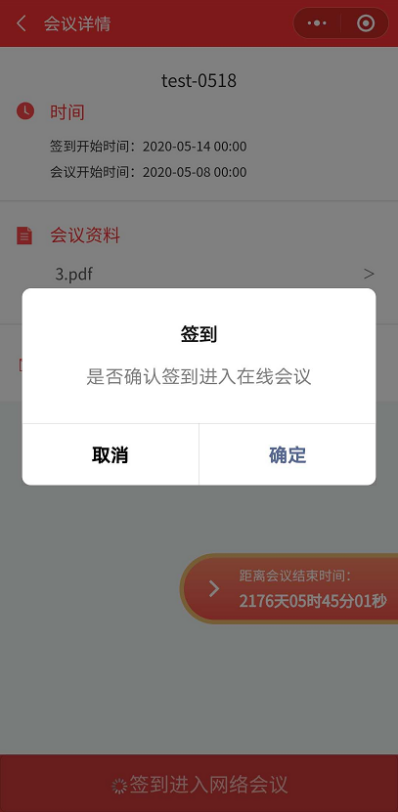 会议详情
test-0518
时间
签到开始时间：2020-05-14 00:00
会议开始时间：2020-05-08 00:00
会议资料
3.pdf
签到
是否确认签到进入在线会议
取消
确定
距离会议结束时间：
2176天05时45分01秒
签到进入网络会议